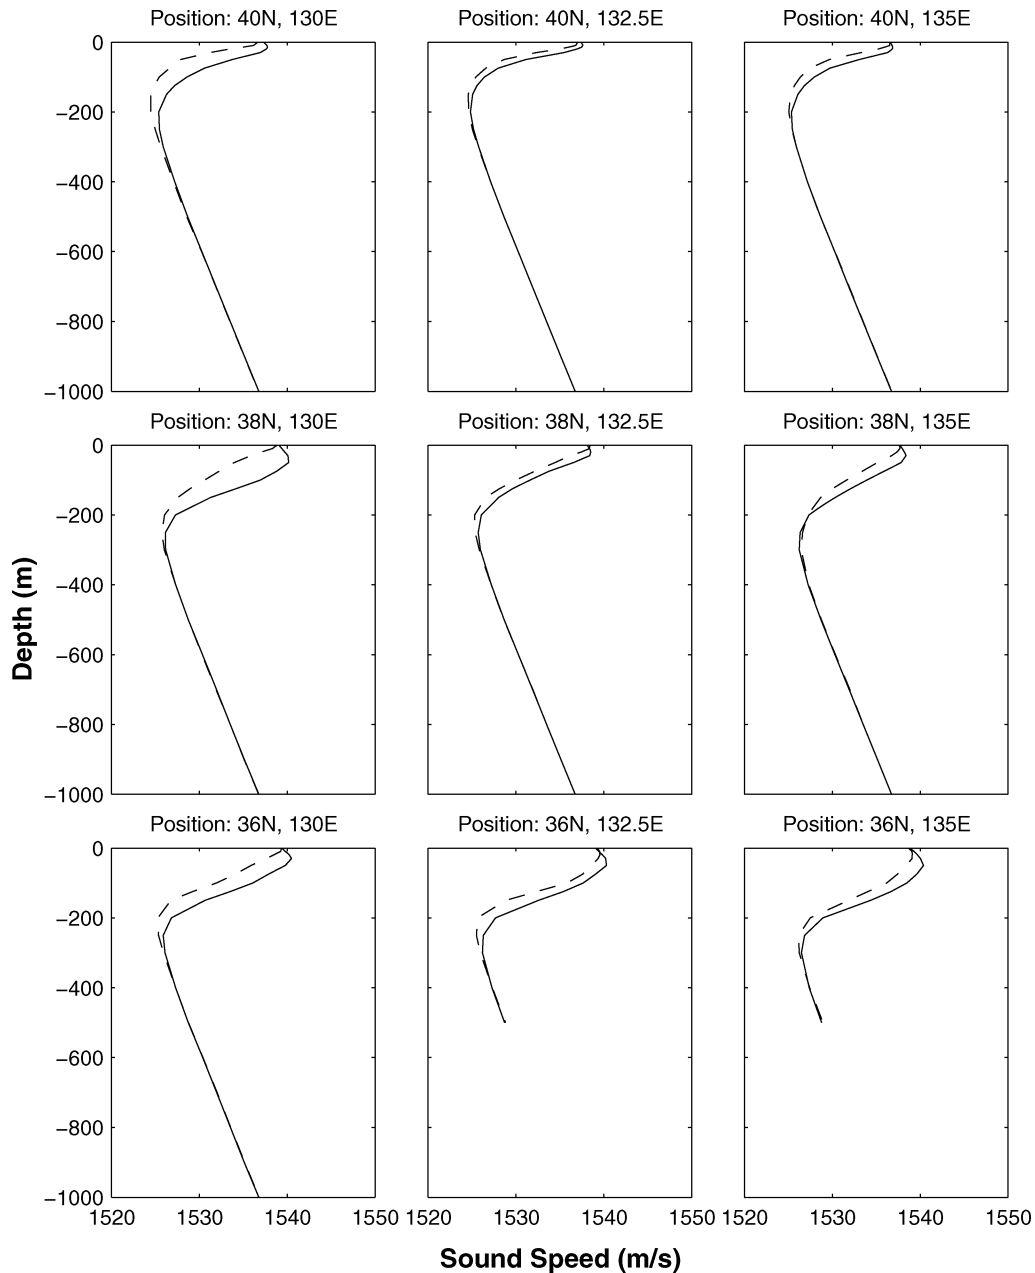 Position: 40N, 130E
Position: 40N, 132.5E
Position: 40N, 135E
0
−200
−400
−600
−800
−1000
Position: 38N, 130E
Position: 38N, 132.5E
Position: 38N, 135E
0
−200
−400
−600
−800
−1000
Depth (m)
Position: 36N, 130E
Position: 36N, 132.5E
Position: 36N, 135E
0
−200
−400
−600
−800
−1000
1520 1530 1540 1550 1520 1530 1540 1550 1520 1530 1540 1550
Sound Speed (m/s)